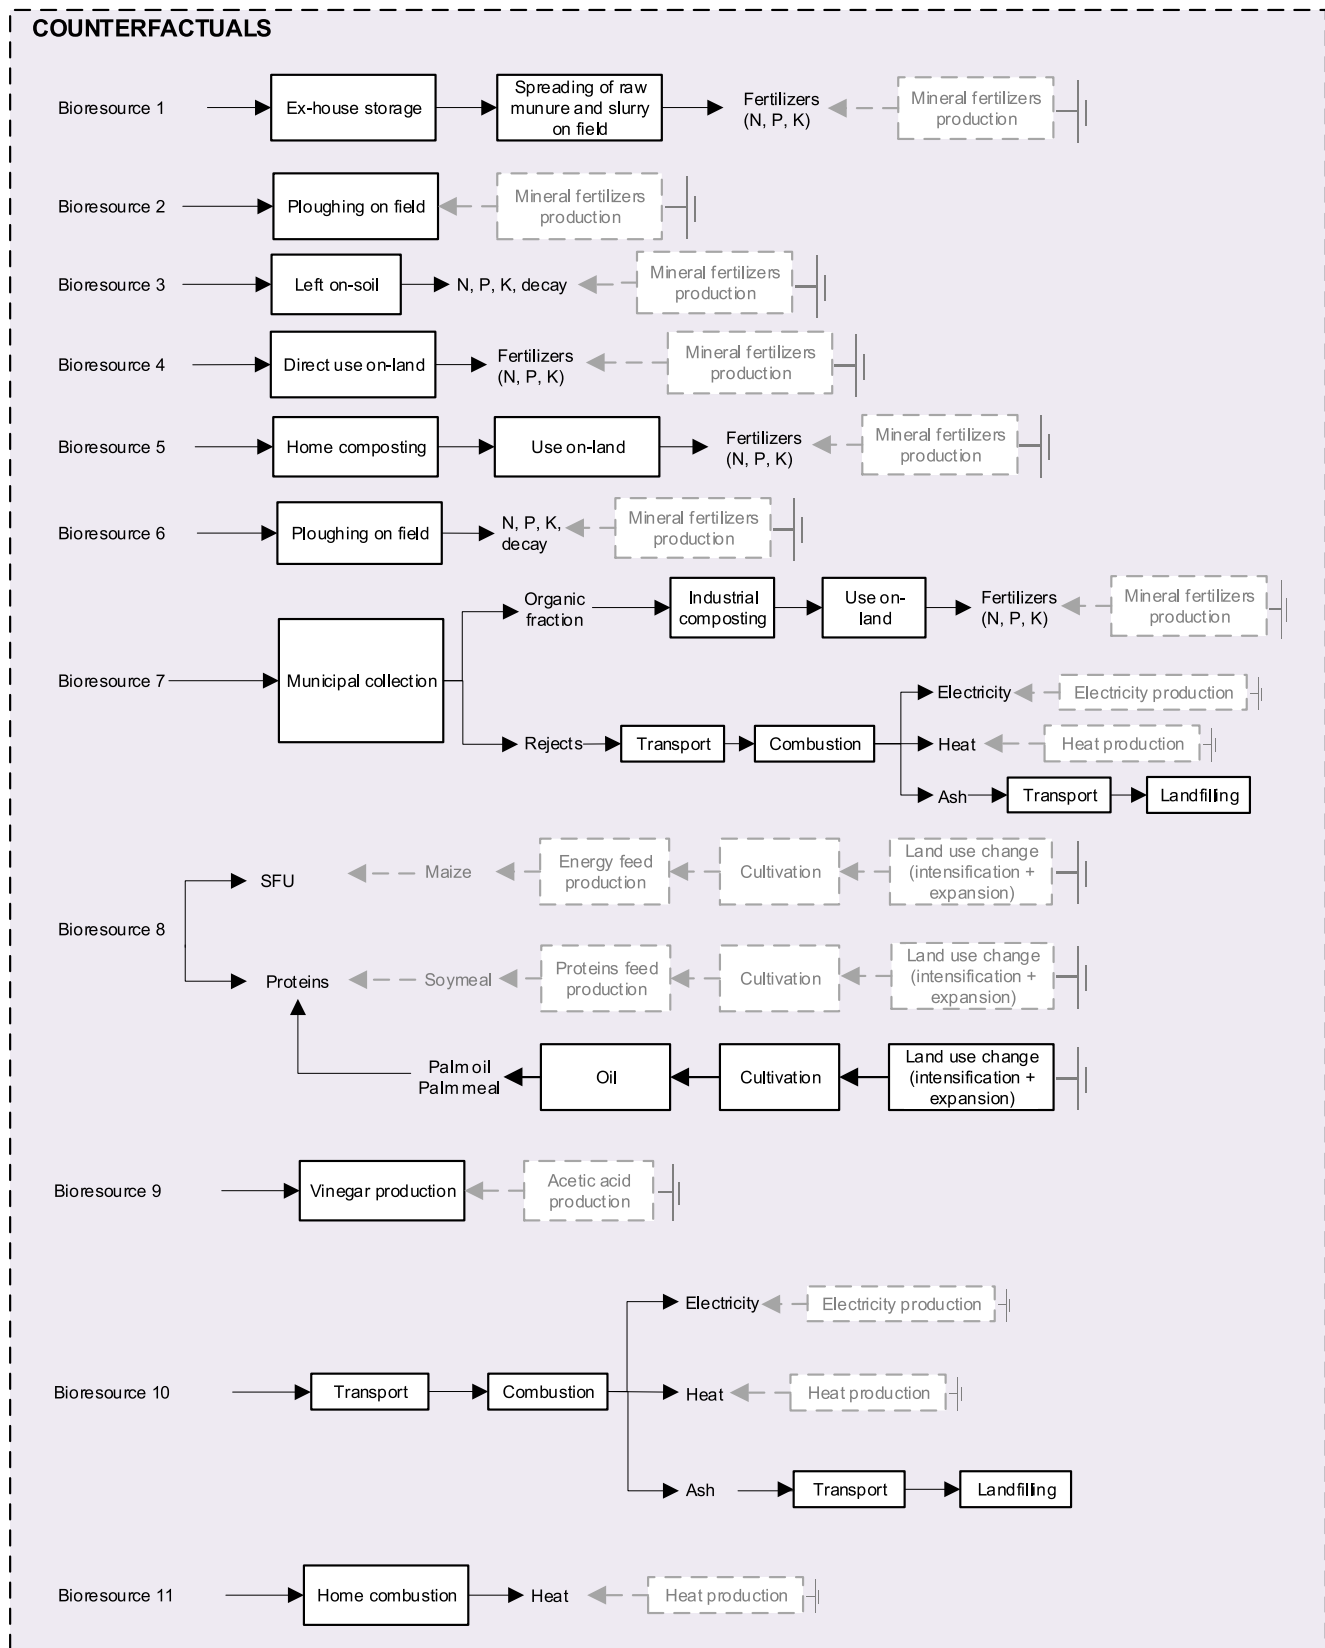 COUNTERFACTUALS
Bioresource 1
Ex-house storage
Spreading of raw
munure and slurry
on field
Fertilizers
(N, P, K)
Mineral fertilizers
production
Bioresource 2
Ploughing on field
Mineral fertilizers
production
Bioresource 3
Left on-soil
N, P, K, decay
Mineral fertilizers
production
Bioresource 4
Direct use on-land
Fertilizers
(N, P, K)
Mineral fertilizers
production
Bioresource 5
Home composting
Use on-land
Fertilizers
(N, P, K)
Mineral fertilizers
production
Bioresource 6
Ploughing on field
N, P, K,
decay
Mineral fertilizers
production
Bioresource 7
Municipal collection
Organic
fraction
Industrial
composting
Use on-
land
Fertilizers
(N, P, K)
Mineral fertilizers
production
Rejects
Transport
Combustion
Electricity
Electricity production
Heat
Heat production
Ash
Transport
Landfilling
Bioresource 8
SFU
Maize
Energy feed
production
Cultivation
Land use change
(intensification +
expansion)
Proteins
Soymeal
Proteins feed
production
Cultivation
Land use change
(intensification +
expansion)
Palm oil
Palm meal
Oil
Cultivation
Land use change
(intensification +
expansion)
Bioresource 9
Vinegar production
Acetic acid
production
Bioresource 10
Transport
Combustion
Electricity
Electricity production
Heat
Heat production
Ash
Transport
Landfilling
Bioresource 11
Home combustion
Heat
Heat production